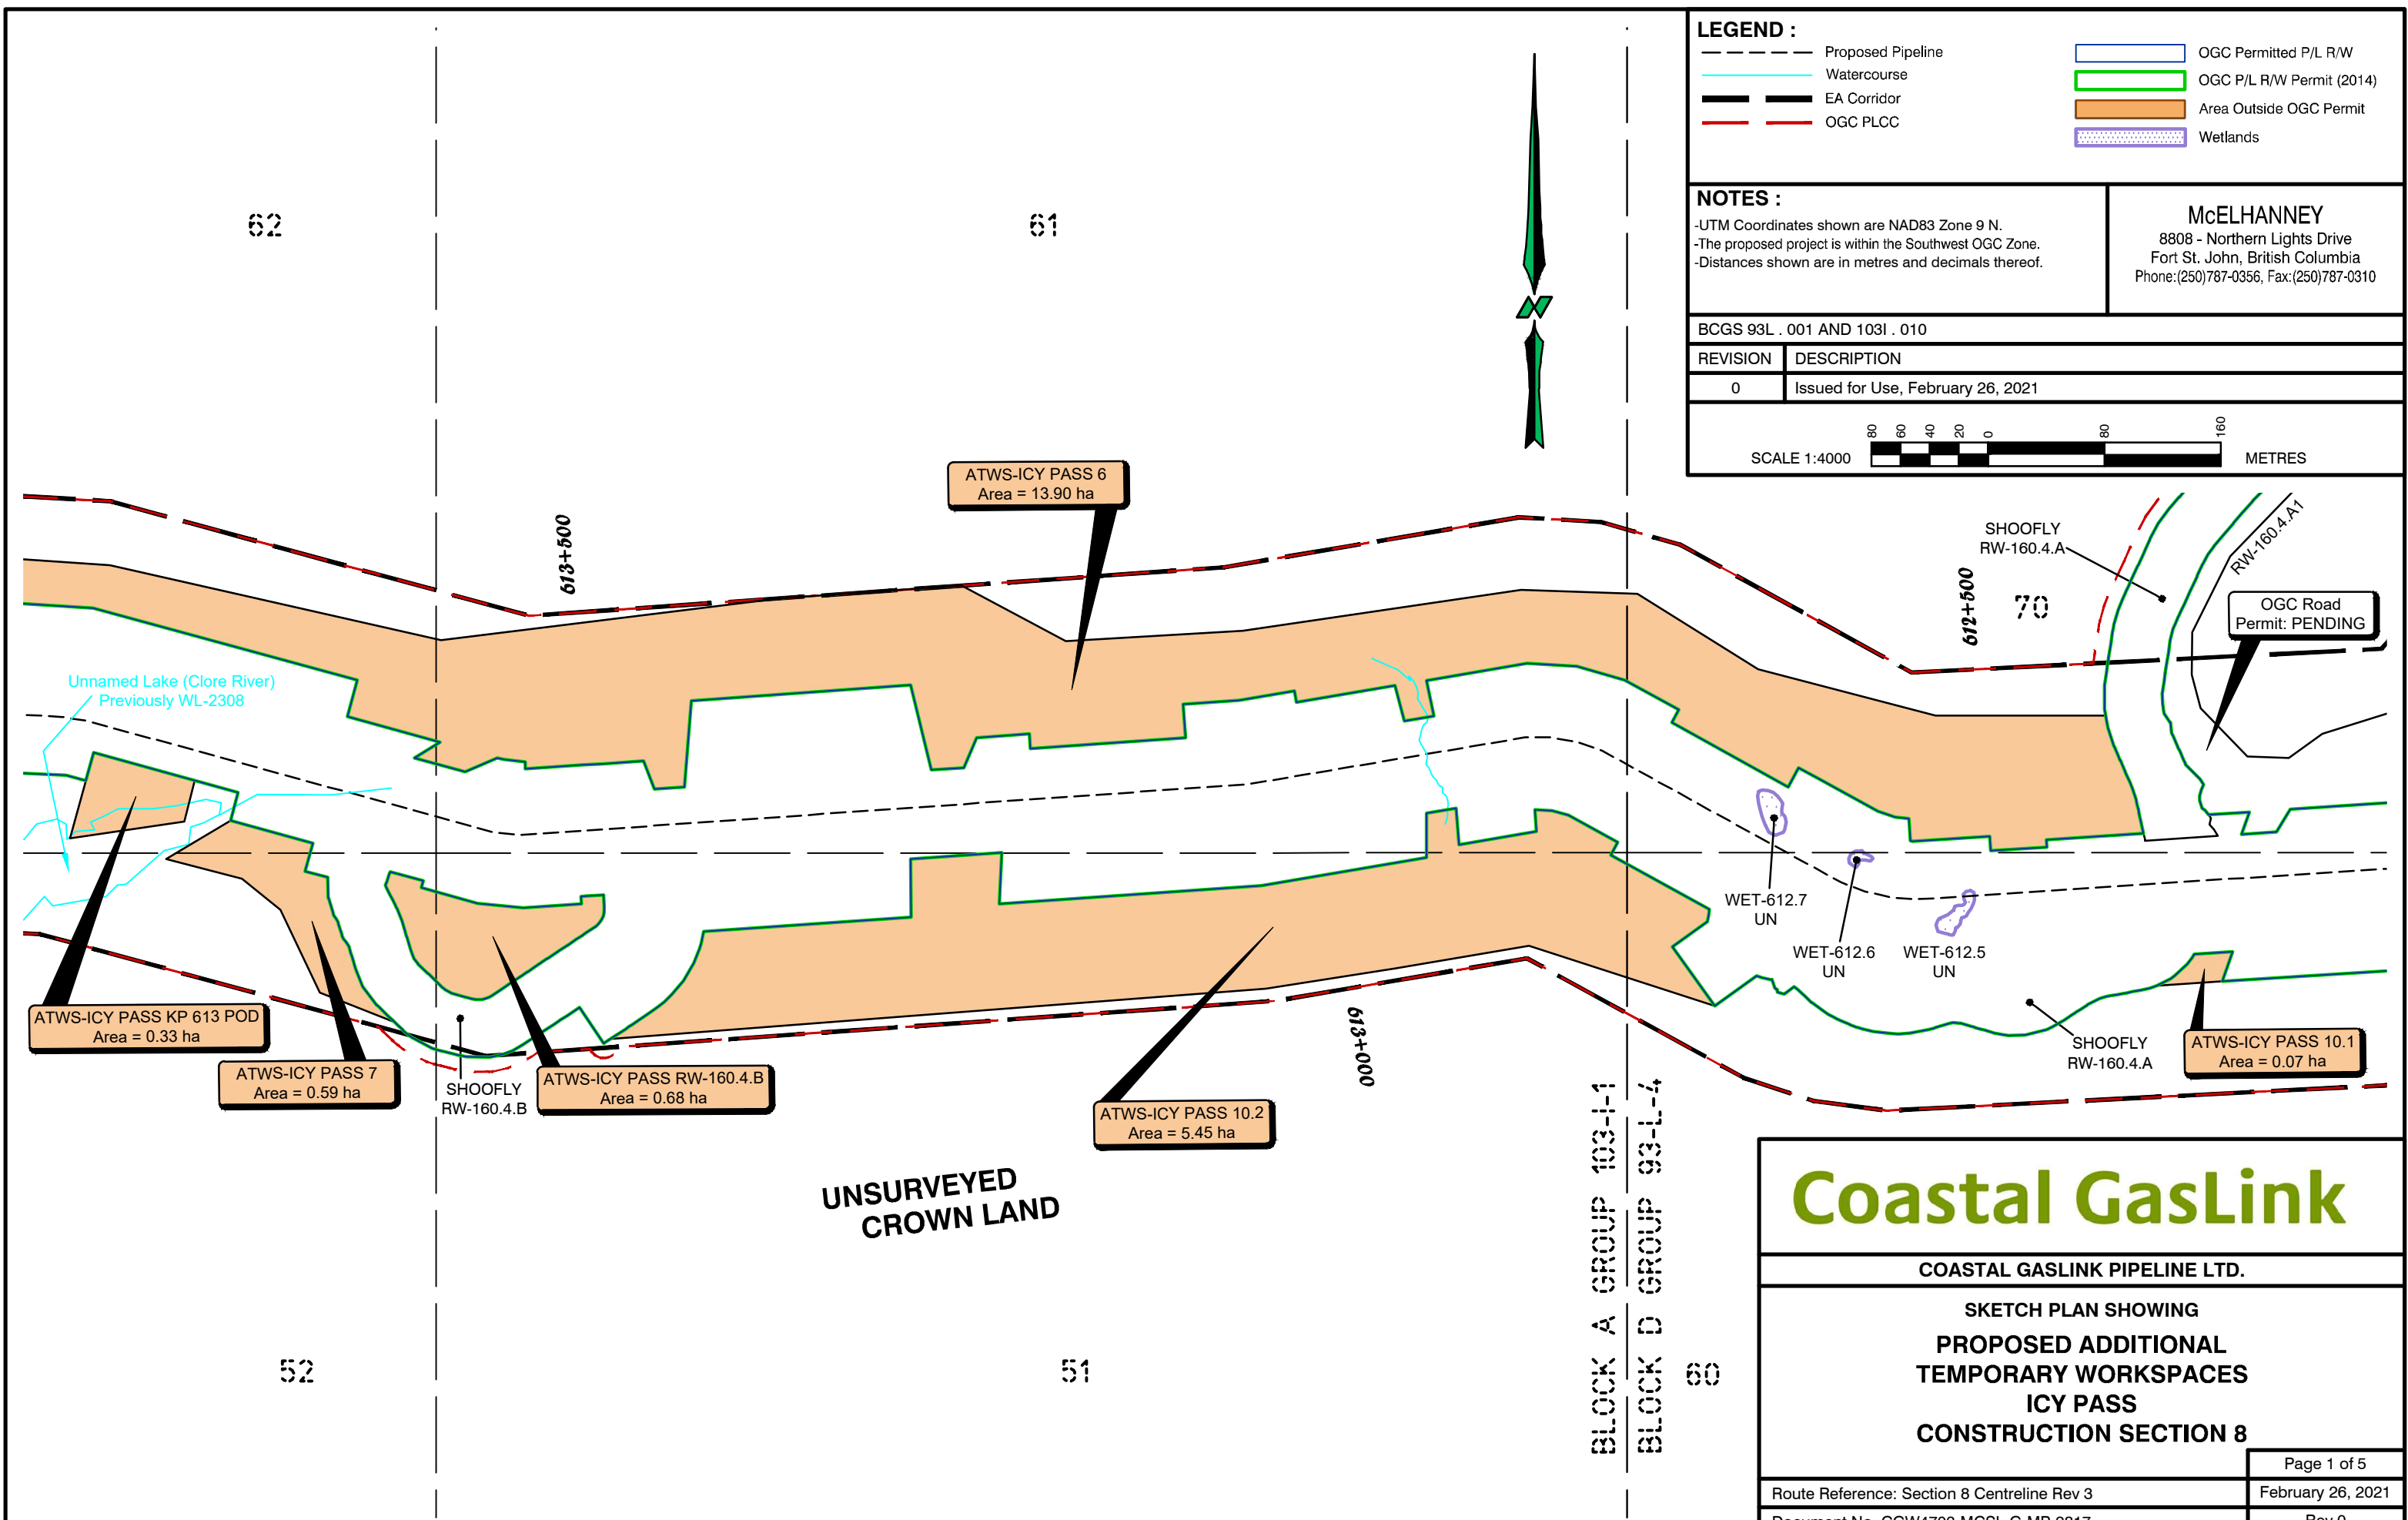 LEGEND :
Proposed Pipeline
Watercourse
EA Corridor
OGC PLCC
OGC Permitted P/L R/W
OGC P/L R/W Permit (2014)
Area Outside OGC Permit
Wetlands
NOTES :
-UTM Coordinates shown are NAD83 Zone 9 N.
-The proposed project is within the Southwest OGC Zone.
-Distances shown are in metres and decimals thereof.
McELHANNEY
8808 - Northern Lights Drive
Fort St. John, British Columbia
Phone:(250)787-0356, Fax:(250)787-0310
BCGS 93L . 001 AND 103I . 010
REVISION DESCRIPTION
0 Issued for Use, February 26, 2021
SCALE 1:4000
80 60 40 20 0 80 160
METRES
62
61
N
ATWS-ICY PASS 6
Area = 13.90 ha
613+500
SHOOFLY
RW-160.4.A
RW-160.4.A1
612+500
70
OGC Road
Permit: PENDING
Unnamed Lake (Clore River)
Previously WL-2308
WET-612.7
UN
WET-612.6
UN
WET-612.5
UN
ATWS-ICY PASS KP 613 POD
Area = 0.33 ha
ATWS-ICY PASS 7
Area = 0.59 ha
SHOOFLY
RW-160.4.B
ATWS-ICY PASS RW-160.4.B
Area = 0.68 ha
ATWS-ICY PASS 10.2
Area = 5.45 ha
613+000
SHOOFLY
RW-160.4.A
ATWS-ICY PASS 10.1
Area = 0.07 ha
UNSURVEYED
CROWN LAND
BLOCK A GROUP 103-I-1
BLOCK D GROUP 93-L-4
52
51
60
Coastal GasLink
COASTAL GASLINK PIPELINE LTD.
SKETCH PLAN SHOWING
PROPOSED ADDITIONAL
TEMPORARY WORKSPACES
ICY PASS
CONSTRUCTION SECTION 8
Page 1 of 5
Route Reference: Section 8 Centreline Rev 3
February 26, 2021